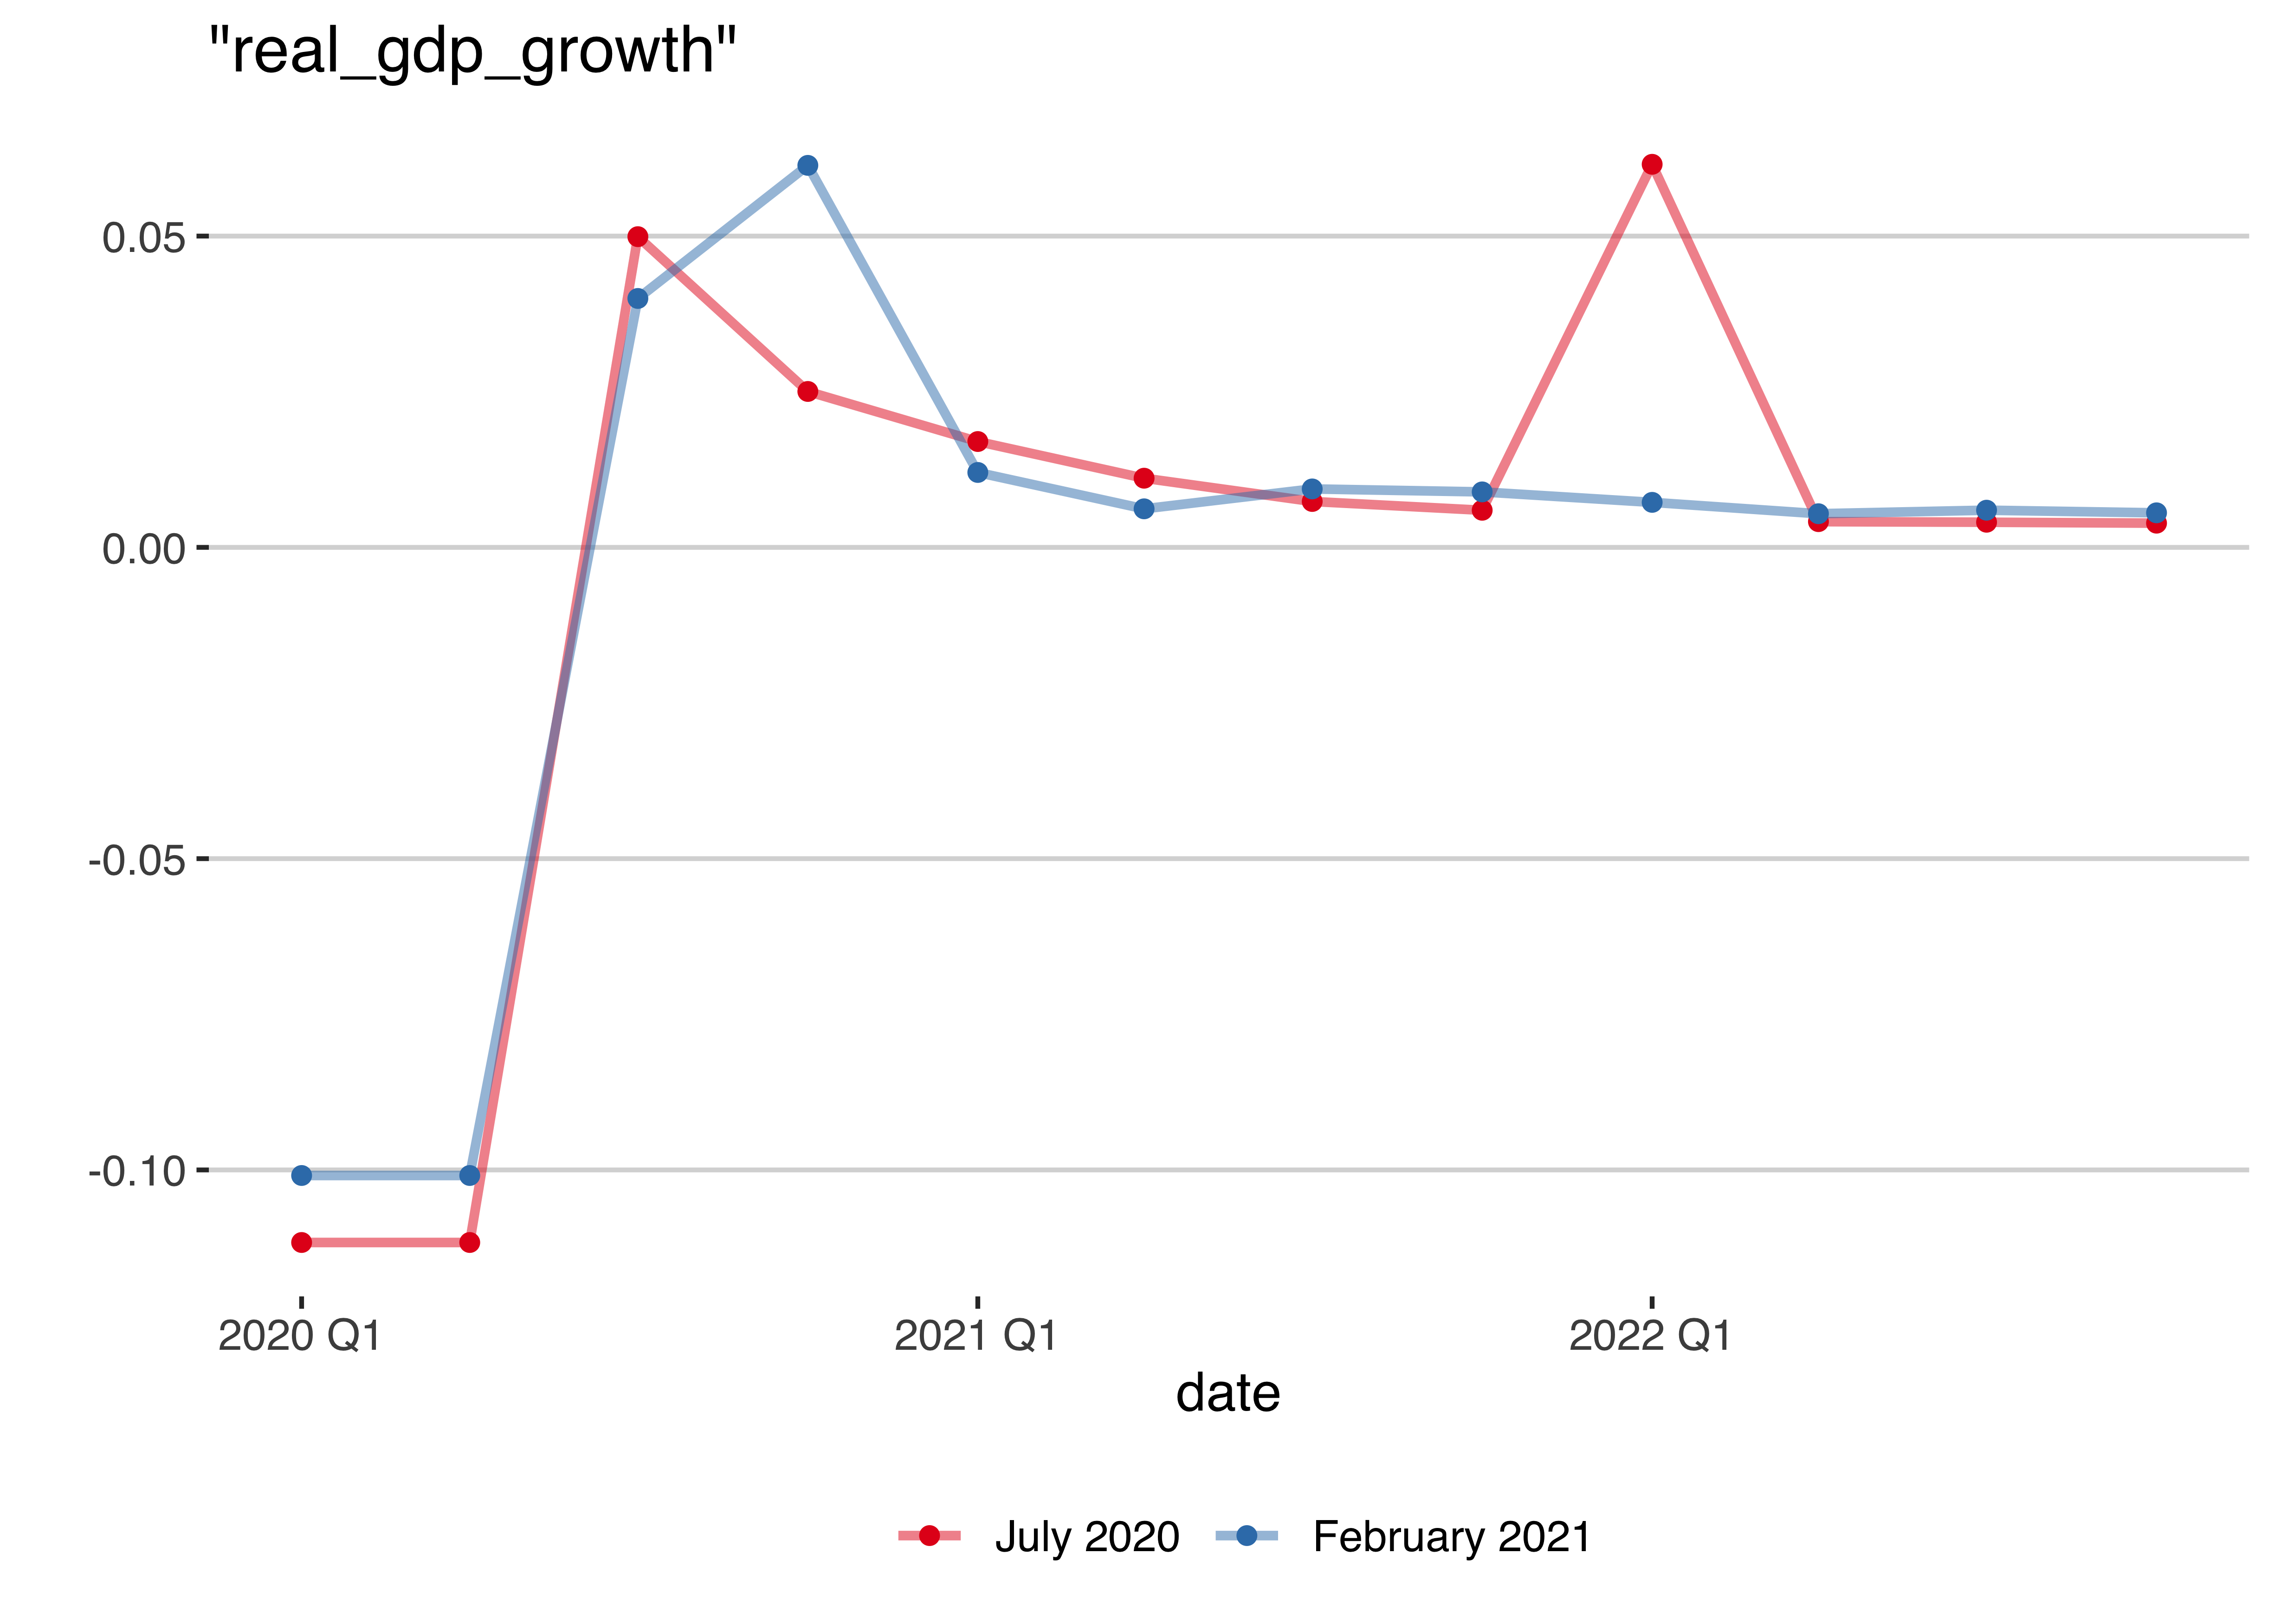 "real_gdp_growth"
0.05
0.00
-0.05
-0.10
2020 Q1 2021 Q1 2022 Q1
date
July 2020 February 2021